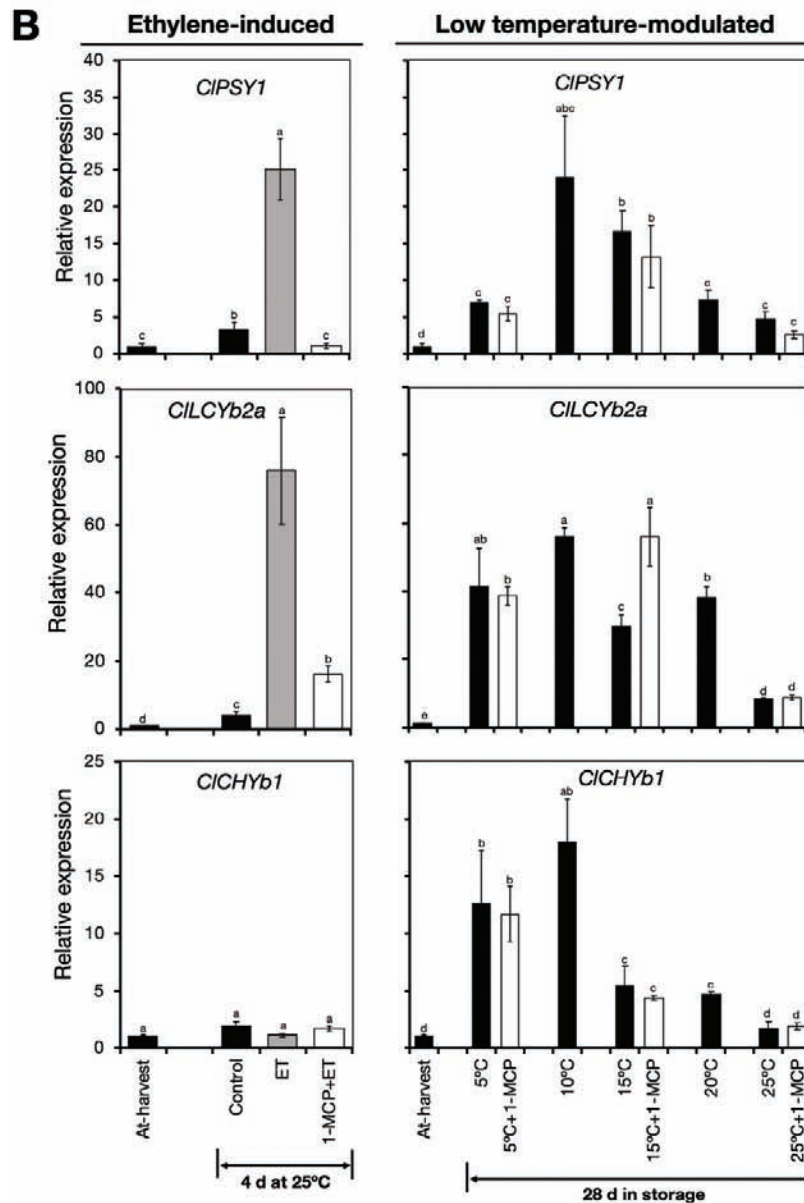 B
Ethylene-induced
Low temperature-modulated
ClPSY1
Relative expression
40
35
30
25
20
15
10
5
0
c
b
a
c
ClPSY1
d
c
c
abc
b
b
c
c
c
ClLCYb2a
Relative expression
100
80
60
40
20
0
d
c
a
b
ClLCYb2a
e
ab
b
a
c
a
b
d
d
ClCHYb1
Relative expression
25
20
15
10
5
0
a
a
a
a
ClCHYb1
d
b
b
ab
c
c
c
d
d
At-harvest
Control
ET
1-MCP+ET
4 d at 25ºC
At-harvest
5ºC
5ºC+1-MCP
10ºC
15ºC
15ºC+1-MCP
20ºC
25ºC
25ºC+1-MCP
28 d in storage